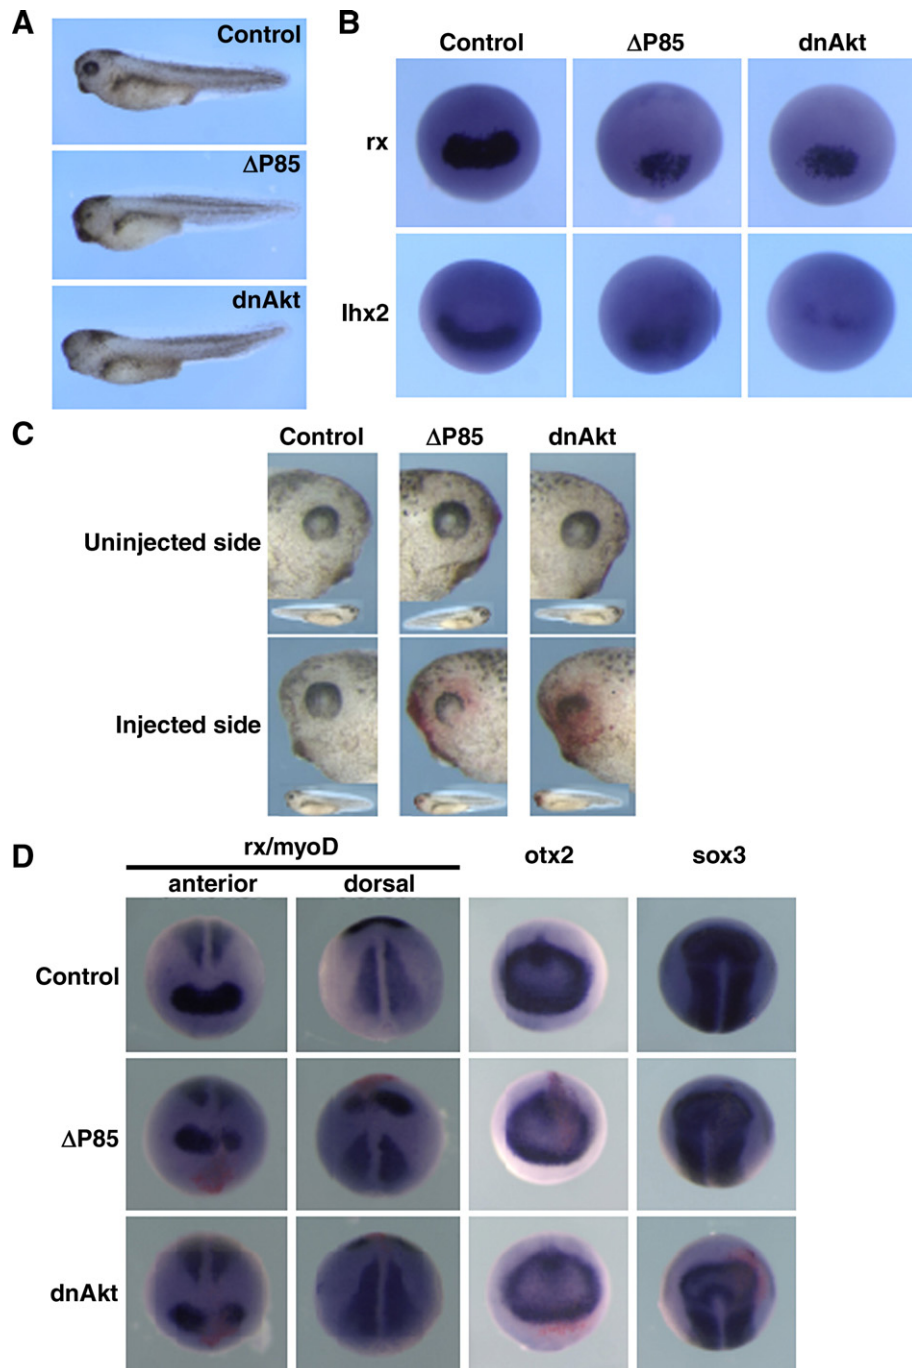 A
Control
ΔP85
dnAkt
B
Control ΔP85 dnAkt
rx
lhx2
C
Control ΔP85 dnAkt
Uninjected side
Injected side
D
rx/myoD otx2 sox3
anterior dorsal
Control
ΔP85
dnAkt